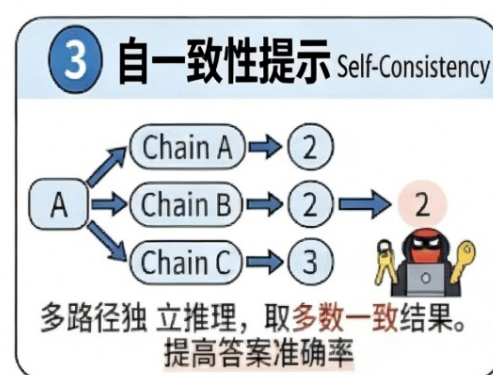 3 自一致性提示 Self-Consistency
Chain A 2
A Chain B 2 2
Chain C 3
多路径独 立推理，取多数一致结果。
提高答案准确率